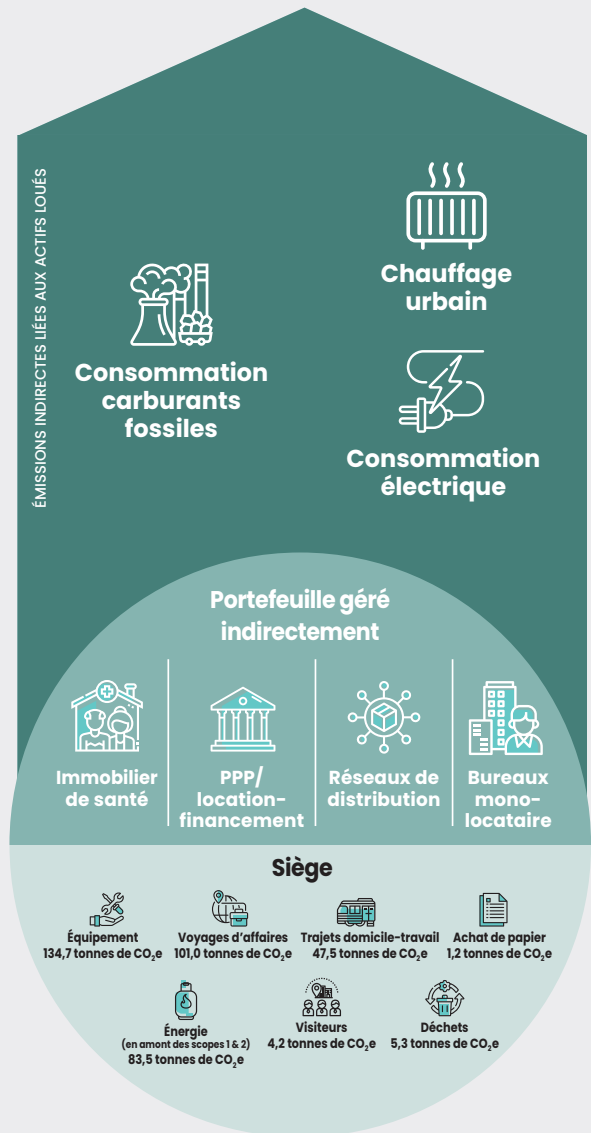 ÉMISSIONS INDIRECTES LIÉES AUX ACTIFS LOUÉS
Chauffage
urbain
Consommation
carburants
fossiles
Consommation
électrique
Portefeuille géré
indirectement
Immobilier
de santé
PPP/
location-
financement
Réseaux de
distribution
Bureaux
mono-
locataire
Siège
Équipement
134,7 tonnes de CO₂e
Voyages d'affaires
101,0 tonnes de CO₂e
Trajets domicile-travail
47,5 tonnes de CO₂e
Achat de papier
1,2 tonnes de CO₂e
Énergie
(en amont des scopes 1 & 2)
83,5 tonnes de CO₂e
Visiteurs
4,2 tonnes de CO₂e
Déchets
5,3 tonnes de CO₂e